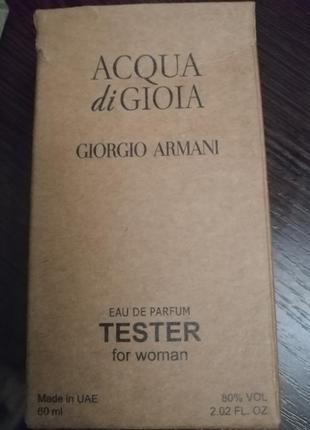 ACQUA
di GIOIA
GIORGIO ARMANI
EAU DE PARFUM
TESTER
for woman
Made in UAE 80% VOL
60 ml 2.02 FL. OZ